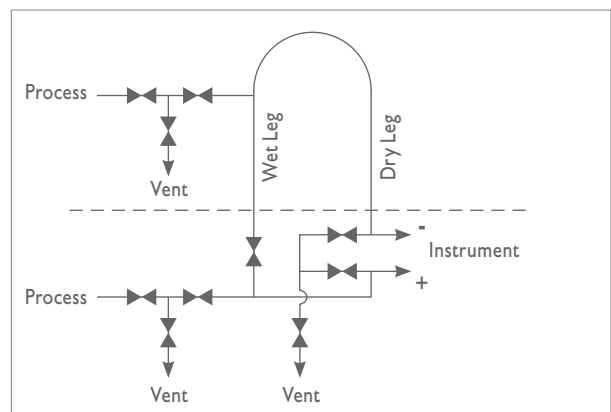 Process
Wet Leg
Dry Leg
Vent
-
Instrument
+
Process
Vent
Vent